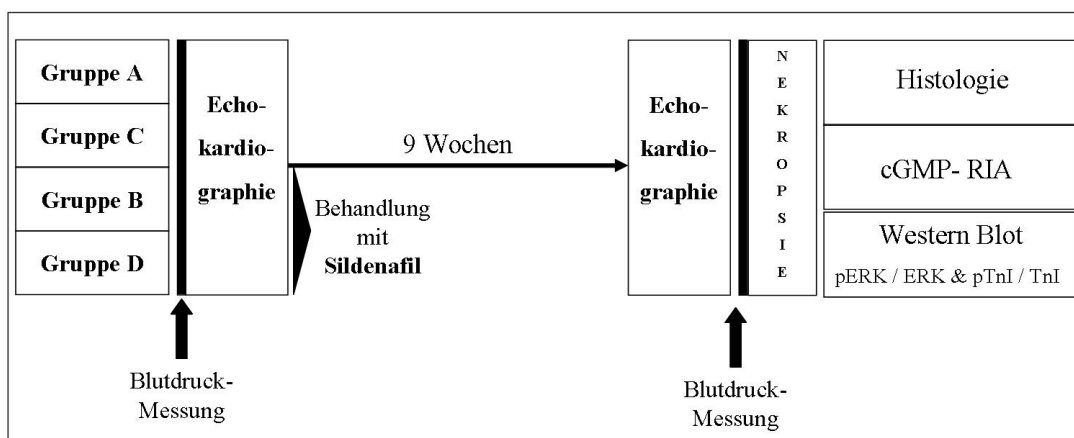 Gruppe A
Gruppe C
Gruppe B
Gruppe D
Echo-
kardio-
graphie
Blutdruck-
Messung
9 Wochen
Behandlung
mit
Sildenafil
Echo-
kardio-
graphie
Blutdruck-
Messung
N
E
K
R
O
P
S
I
E
Histologie
cGMP- RIA
Western Blot
pERK / ERK & pTnI / TnI